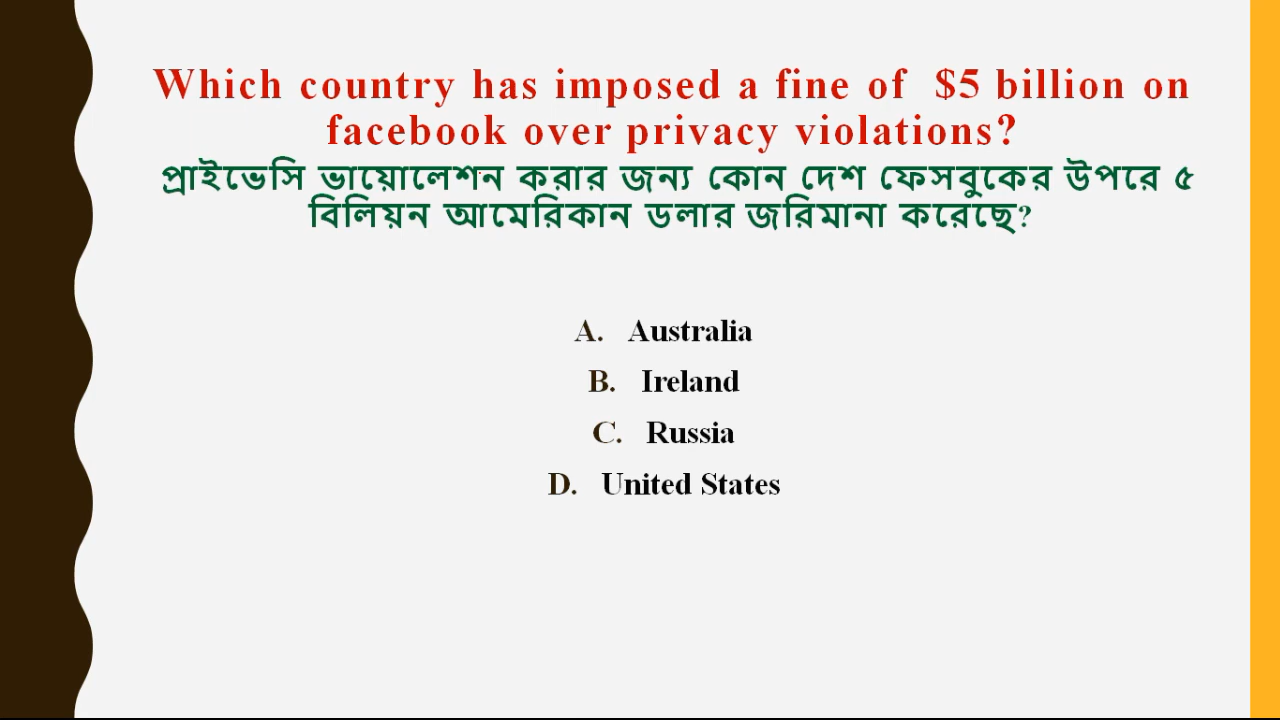 Which country has imposed a fine of $5 billion on
facebook over privacy violations?
প্রাইভেসি ভায়োলেশন করার জন্য কোন দেশ ফেসবুকের উপরে ৫
বিলিয়ন আমেরিকান ডলার জরিমানা করেছে?
A. Australia
B. Ireland
C. Russia
D. United States